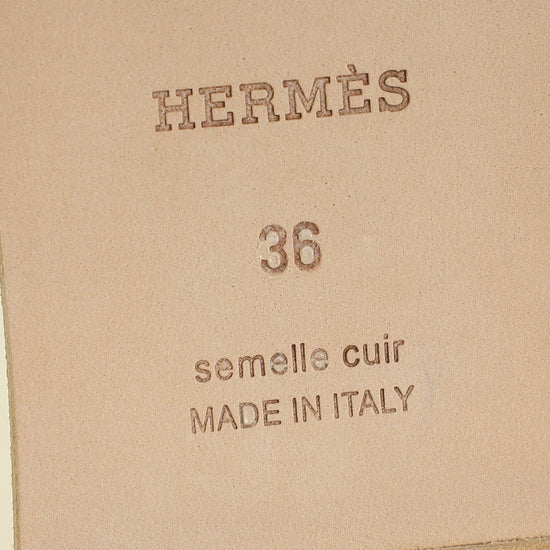 HERMÈS
36
semelle cuir
MADE IN ITALY